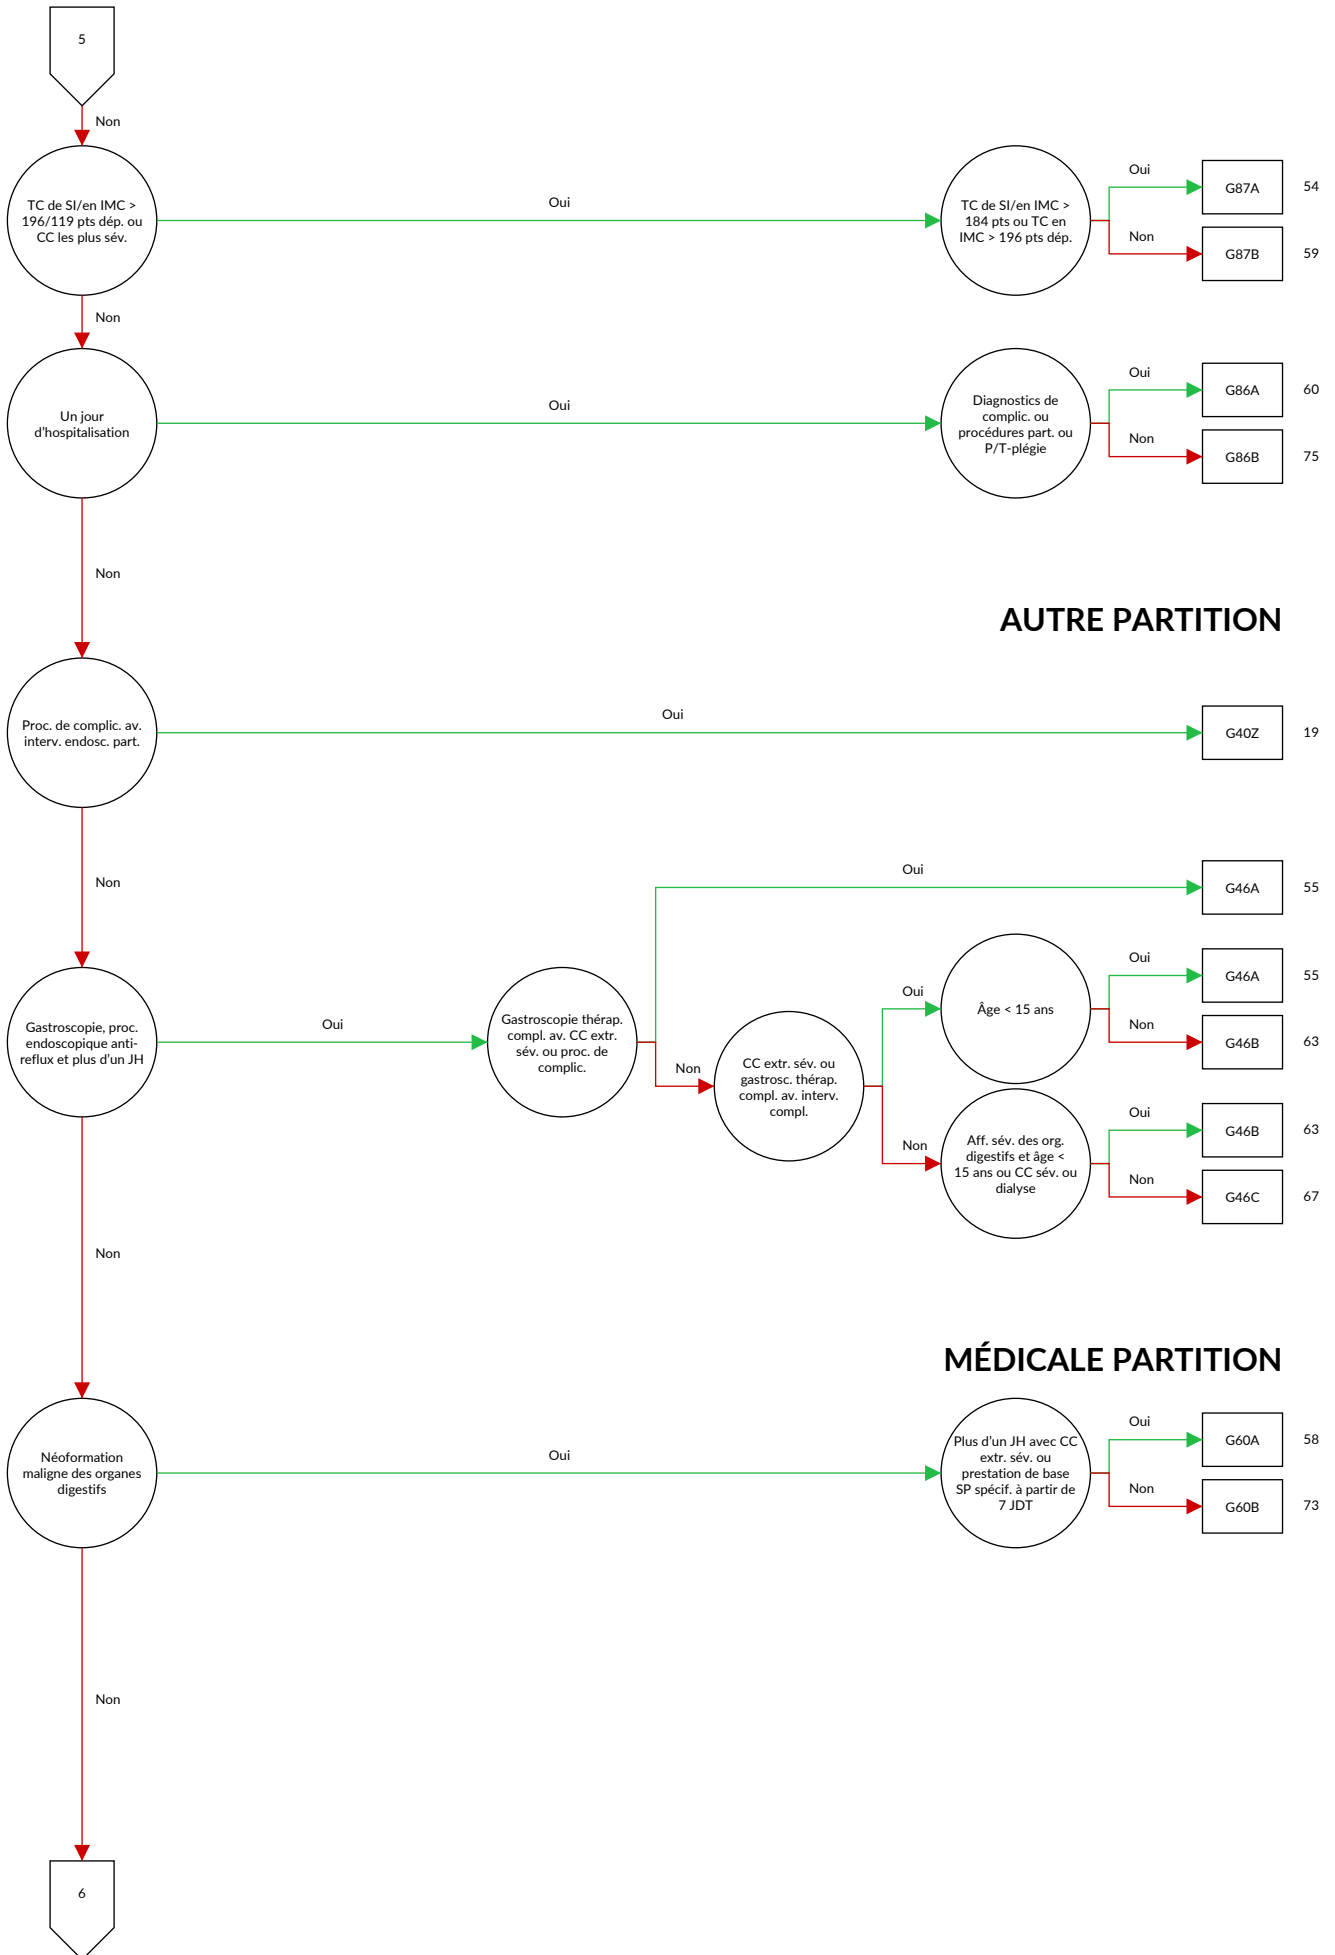 5
Non
TC de SI/en IMC >
196/119 pts dép. ou
CC les plus sév.
Oui
TC de SI/en IMC >
184 pts ou TC en
IMC > 196 pts dép.
Oui
G87A
54
Non
G87B
59
Non
Un jour
d'hospitalisation
Oui
Diagnostics de
complic. ou
procédures part. ou
P/T-plégie
Oui
G86A
60
Non
G86B
75
Non
AUTRE PARTITION
Proc. de complic. av.
interv. endosc. part.
Oui
G40Z
19
Non
Gastroscopie, proc.
endoscopique anti-
reflux et plus d'un JH
Oui
Gastroscopie thérap.
compl. av. CC extr.
sév. ou proc. de
complic.
Oui
G46A
55
Non
CC extr. sév. ou
gastrosc. thérap.
compl. av. interv.
compl.
Oui
Âge < 15 ans
Oui
G46A
55
Non
G46B
63
Non
Aff. sév. des org.
digestifs et âge <
15 ans ou CC sév. ou
dialyse
Oui
G46B
63
Non
G46C
67
Non
MÉDICALE PARTITION
Néoformation
maligne des organes
digestifs
Oui
Plus d'un JH avec CC
extr. sév. ou
prestation de base
SP spécif. à partir de
7 JDT
Oui
G60A
58
Non
G60B
73
Non
6